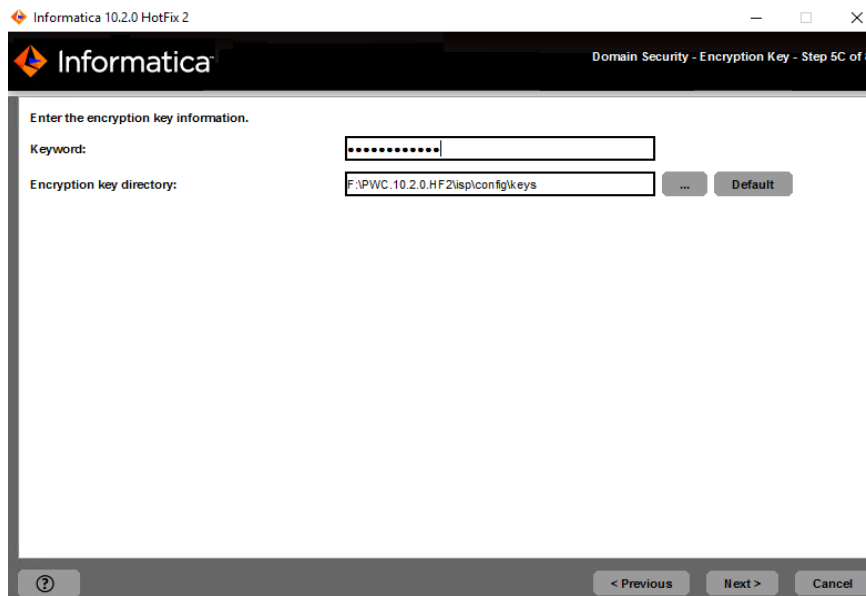 Informatica 10.2.0 HotFix 2
Informatica
Domain Security - Encryption Key - Step 5C of
Enter the encryption key information.
Keyword: ••••••••••••
Encryption key directory: F:\PWC.10.2.0.HF2\isp\config\keys ... Default
? < Previous Next > Cancel